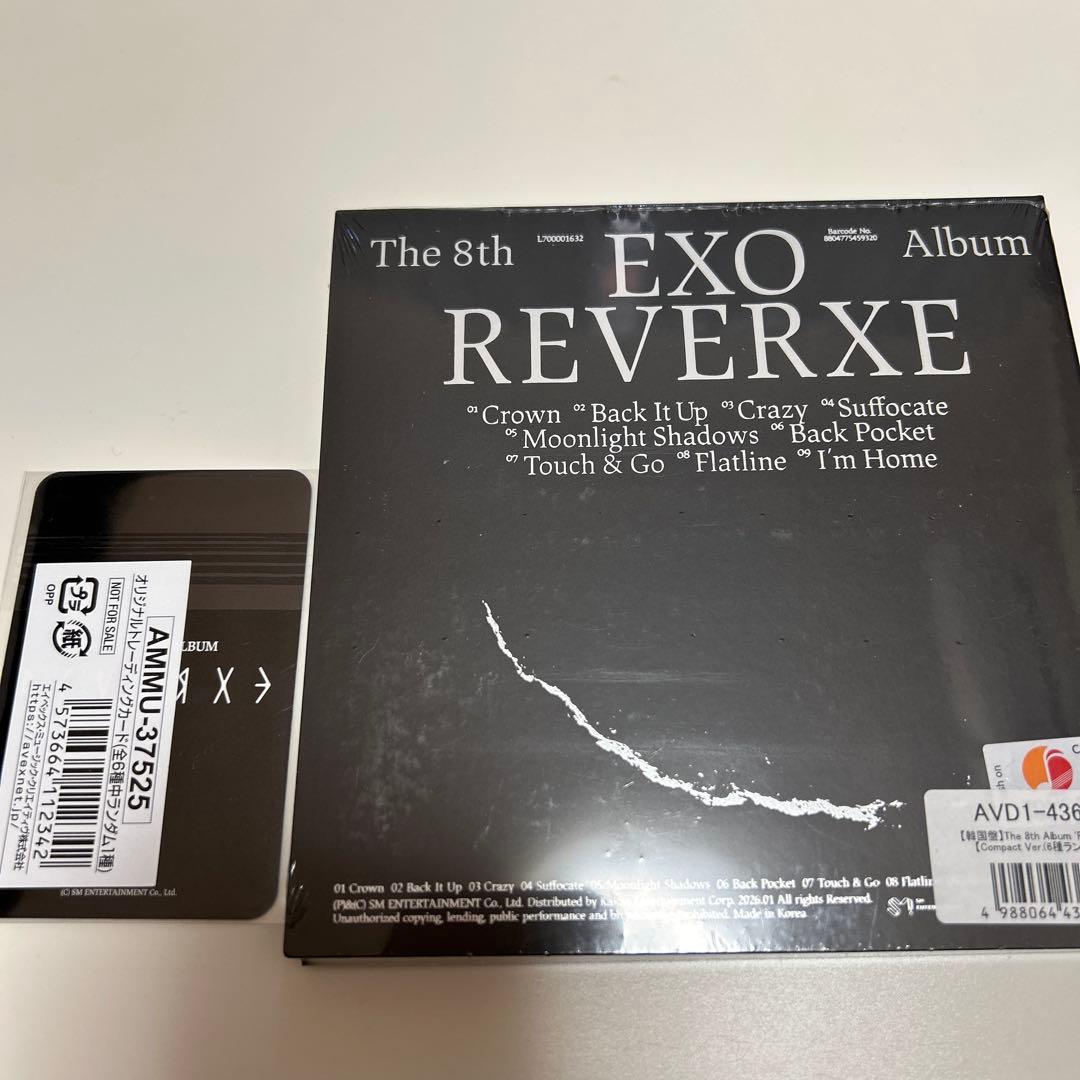 The 8th
L700001632
EXO
Barcode No.
8804775459320
Album
REVERXE
01 Crown 02 Back It Up 03 Crazy 04 Suffocate
05 Moonlight Shadows 06 Back Pocket
07 Touch & Go 08 Flatline 09 I'm Home
01 Crown 02 Back It Up 03 Crazy 04 Suffocate 05 Moonlight Shadows 06 Back Pocket 07 Touch & Go 08 Flatlin
(P)&(C) SM ENTERTAINMENT Co., Ltd. Distributed by Kakao Entertainment Corp. 2026.01 All rights Reserved.
Unauthorized copying, lending, public performance and prohibited. Made in Korea
AVD1-436
【韓国盤】The 8th Album
【Compact Ver.(6種ラン
4 988064 43
AMMU-37525
オリジナルトレーディングカード(全6種中ランダム1種)
NOT FOR SALE
プラ
OPP
紙
4 573664 112342
エイベックス・ミュージック・クリエイティヴ株式会社
https://avexnet.jp/
LBUM
(C) SM ENTERTAINMENT Co., Ltd.